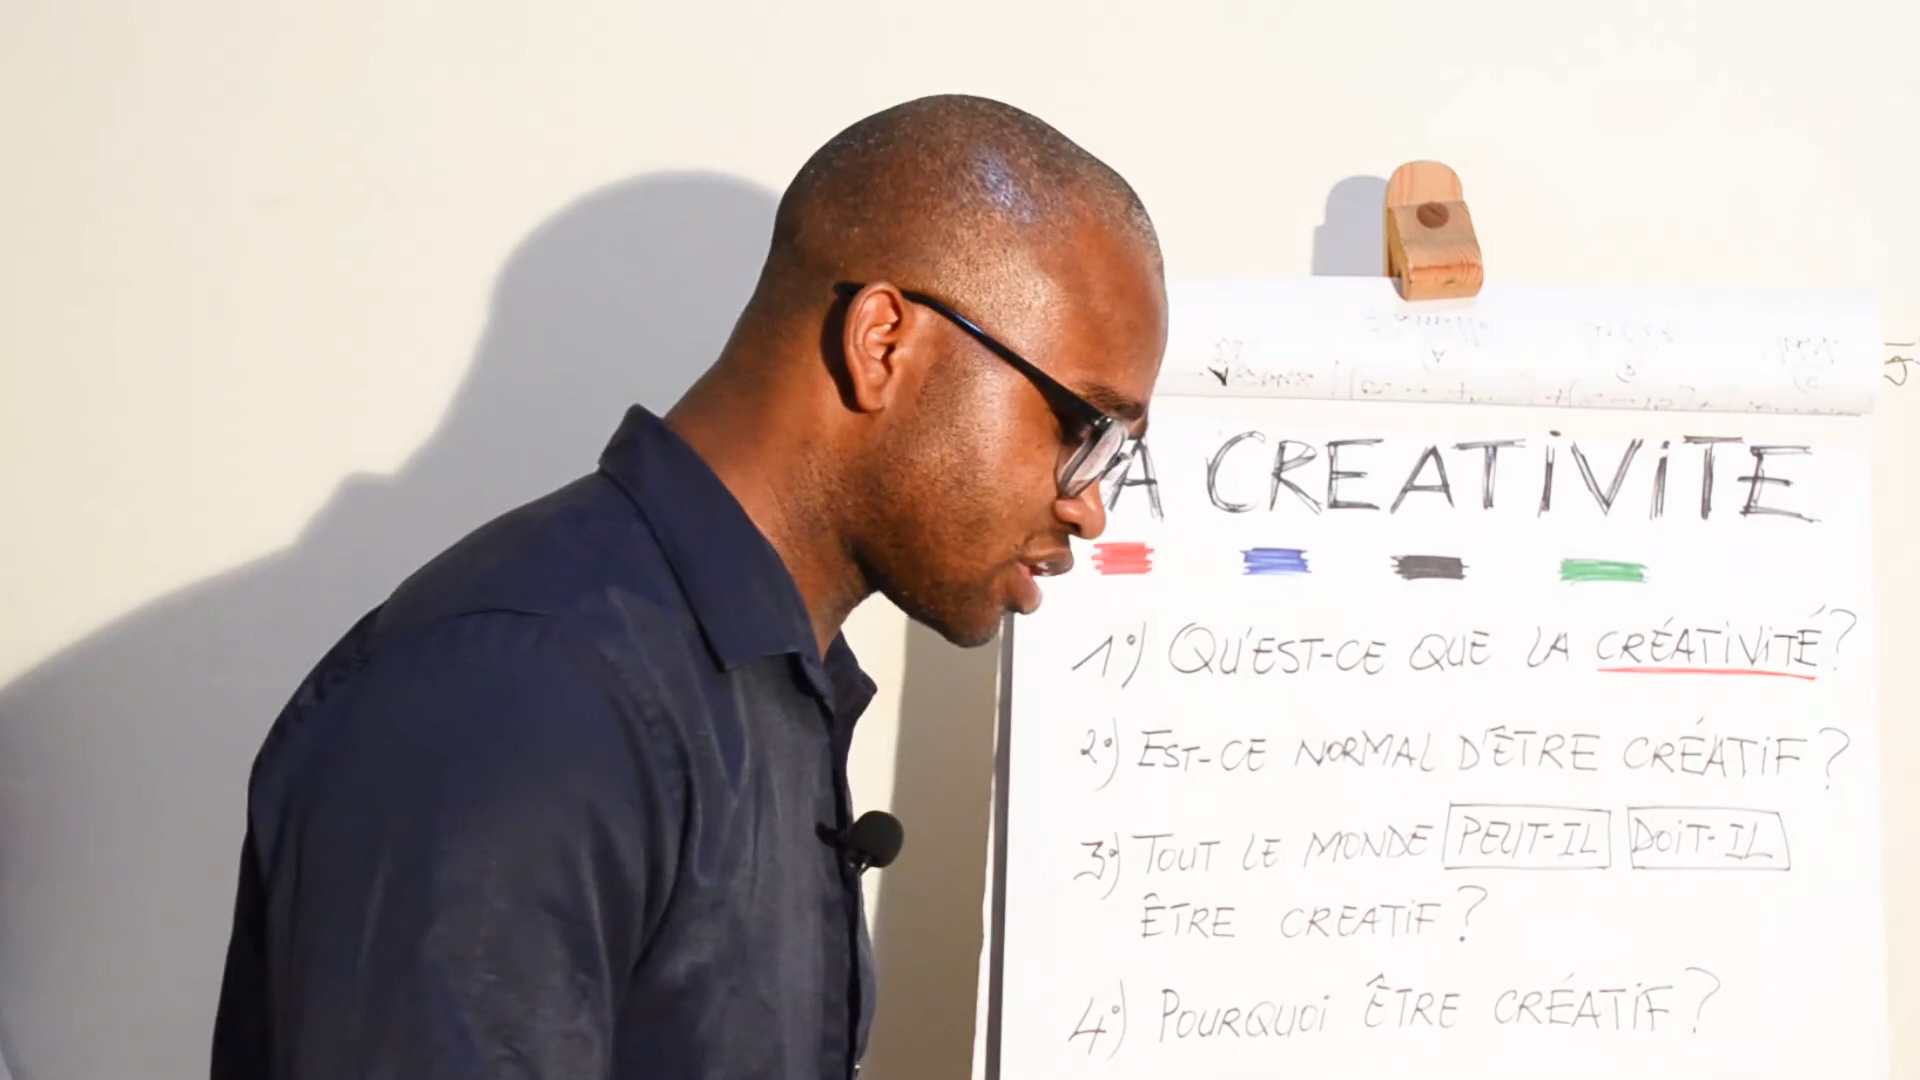 A CREATIVITE
1°) QU'EST-CE QUE LA CRÉATIVITÉ?
2°) EST-CE NORMAL D'ÊTRE CRÉATIF?
3°) TOUT LE MONDE PEUT-IL DOIT-IL
ÊTRE CREATIF?
4°) POURQUOI ÊTRE CRÉATIF?